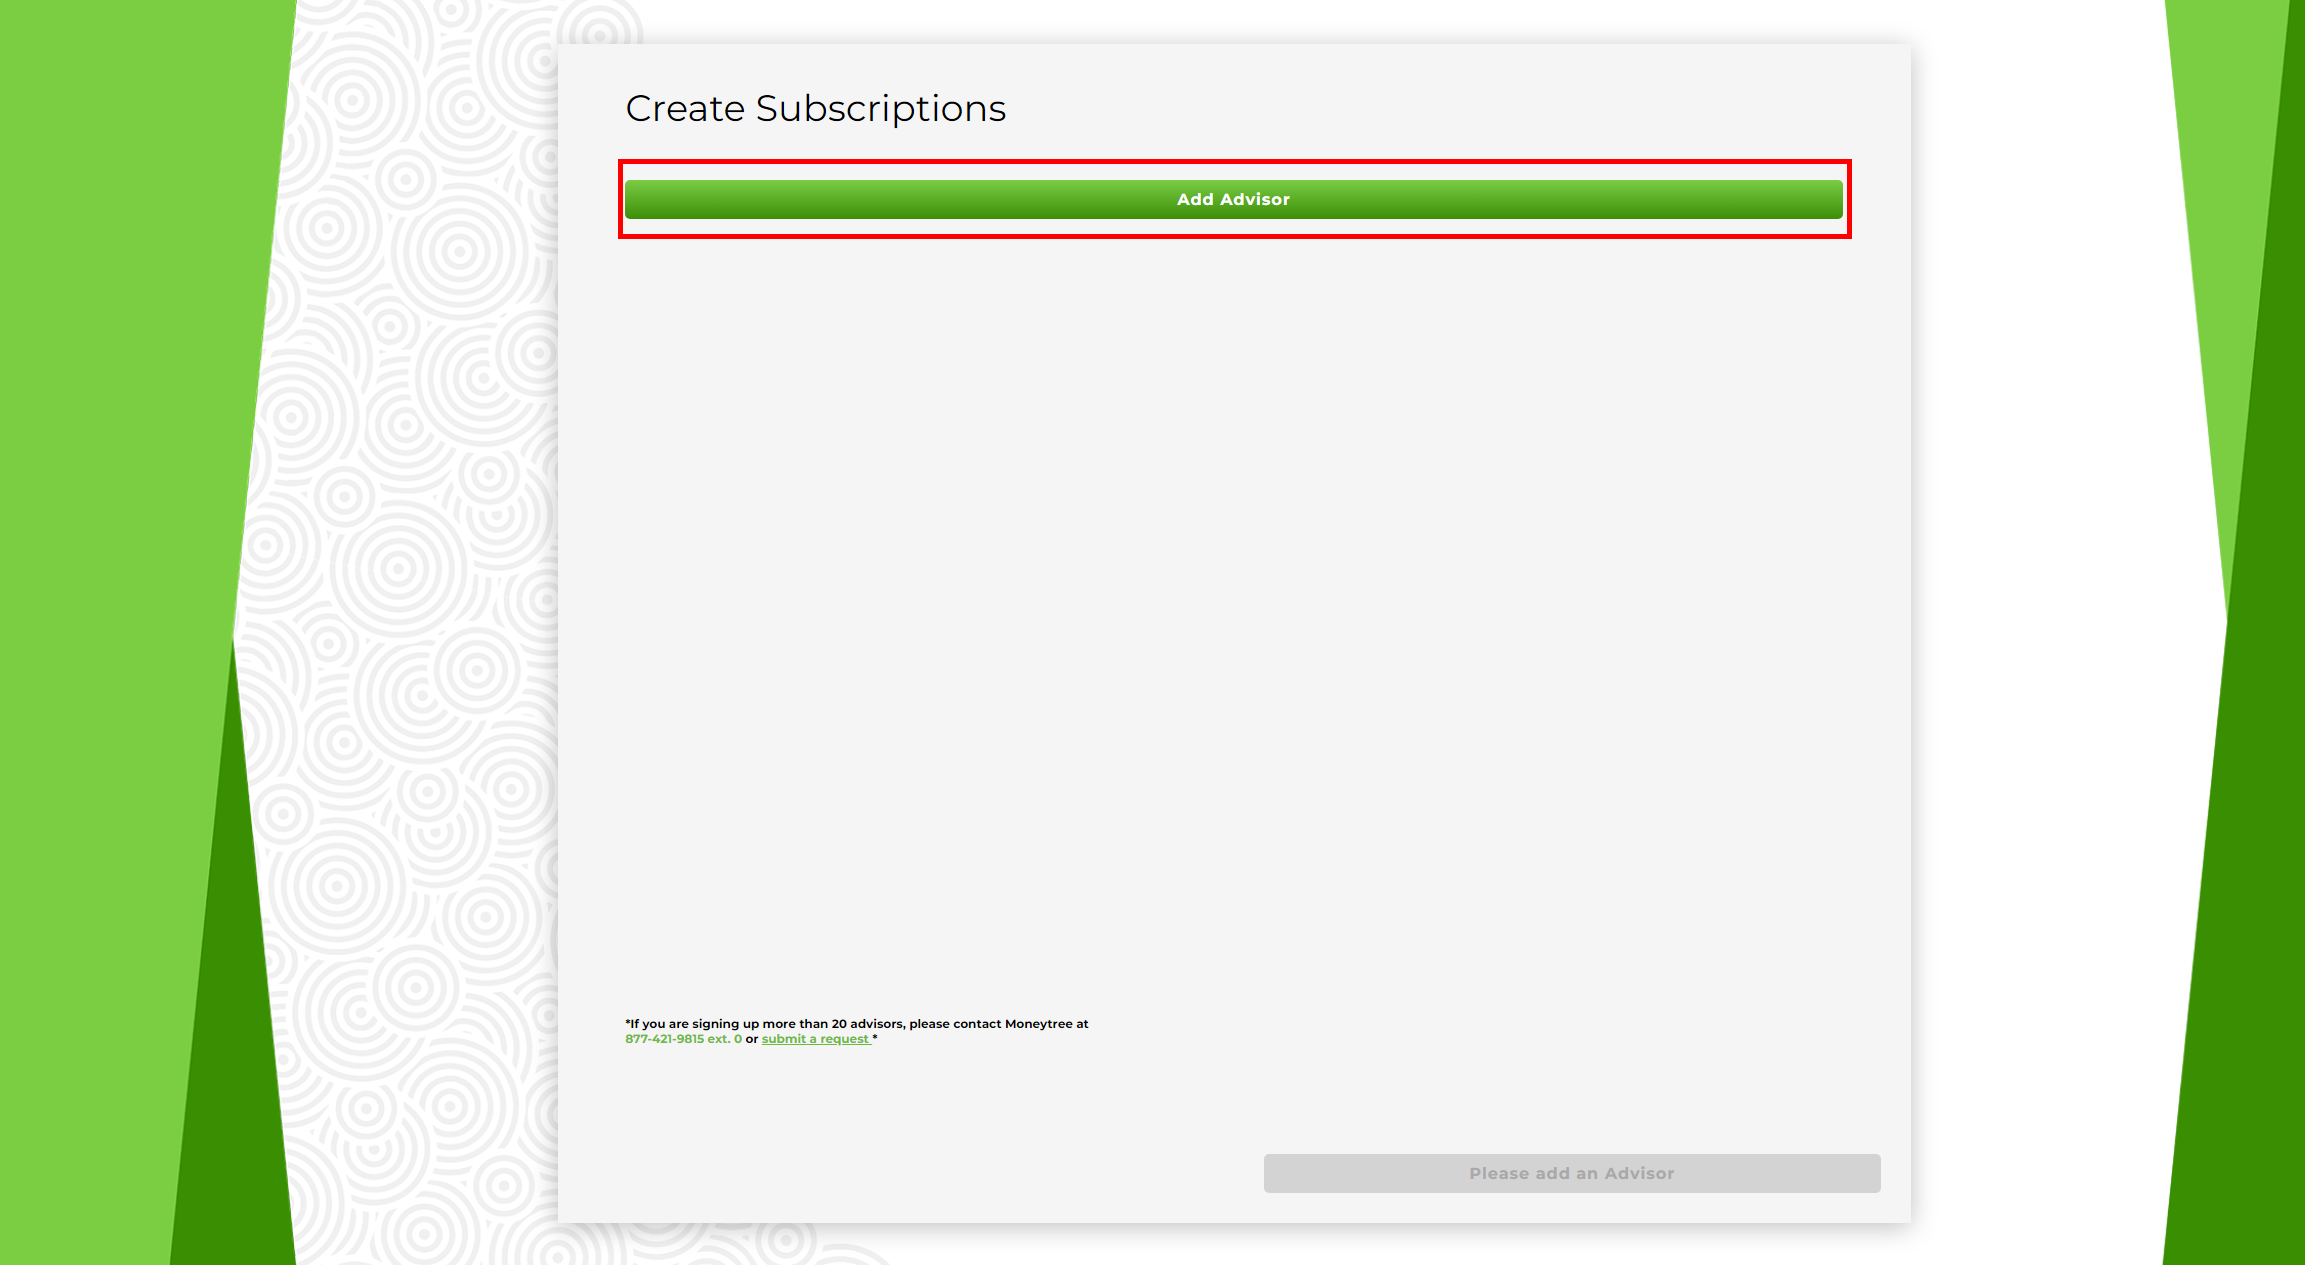 Create Subscriptions
Add Advisor
*If you are signing up more than 20 advisors, please contact Moneytree at
877-421-9815 ext. 0 or submit a request *
Please add an Advisor